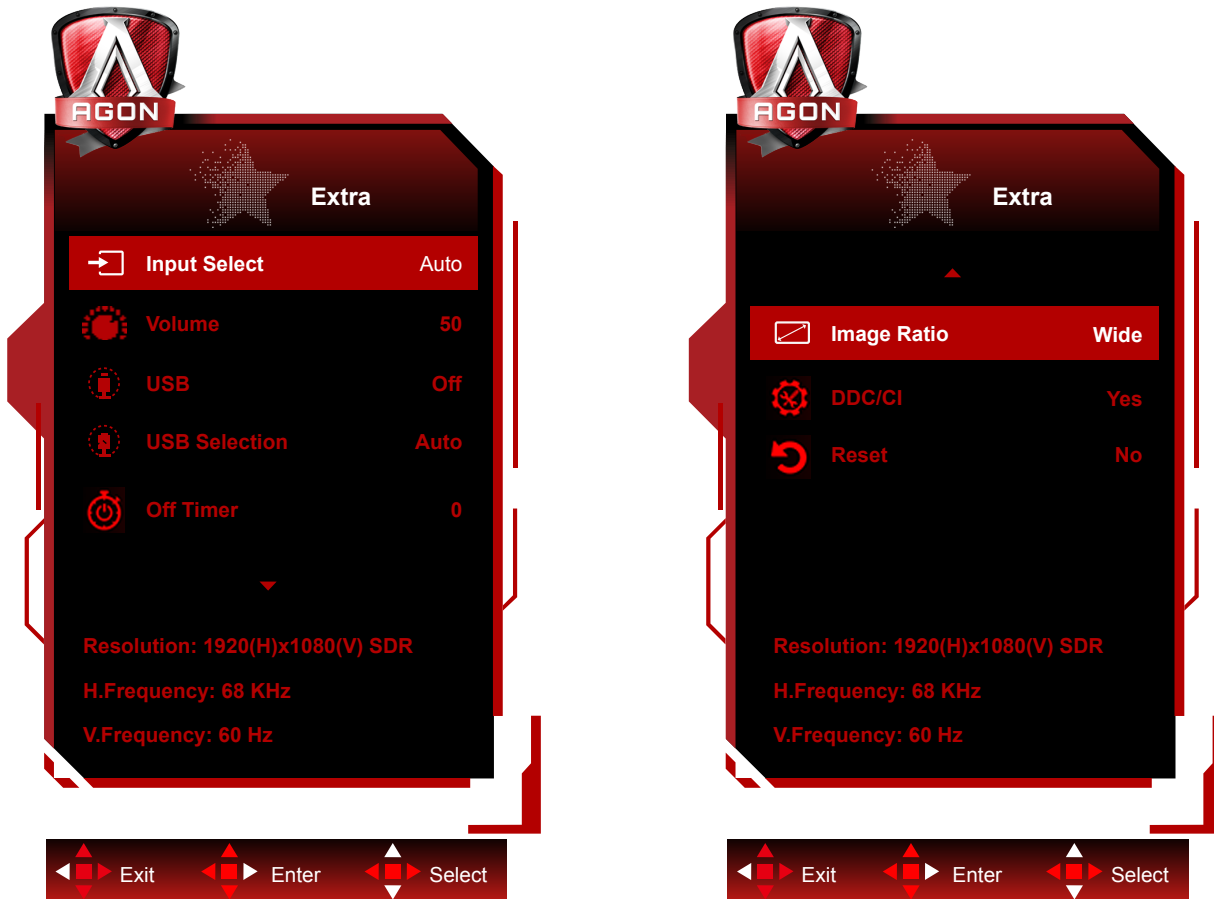 AGON
Extra
Input Select Auto
Volume 50
USB Off
USB Selection Auto
Off Timer 0
Resolution: 1920(H)x1080(V) SDR
H.Frequency: 68 KHz
V.Frequency: 60 Hz
Exit Enter Select
AGON
Extra
Image Ratio Wide
DDC/CI Yes
Reset No
Resolution: 1920(H)x1080(V) SDR
H.Frequency: 68 KHz
V.Frequency: 60 Hz
Exit Enter Select